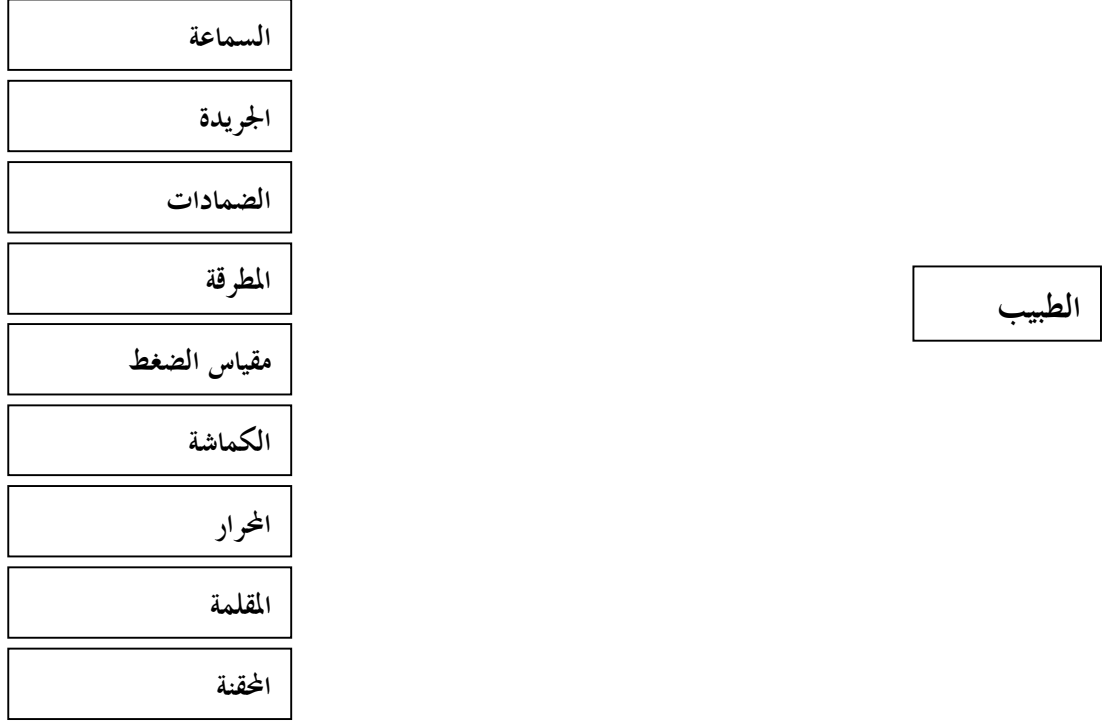 السماعة
الجريدة
الضمادات
المطرقة
الطبيب
مقياس الضغط
الكماشة
المحرار
المقلمة
المحقنة